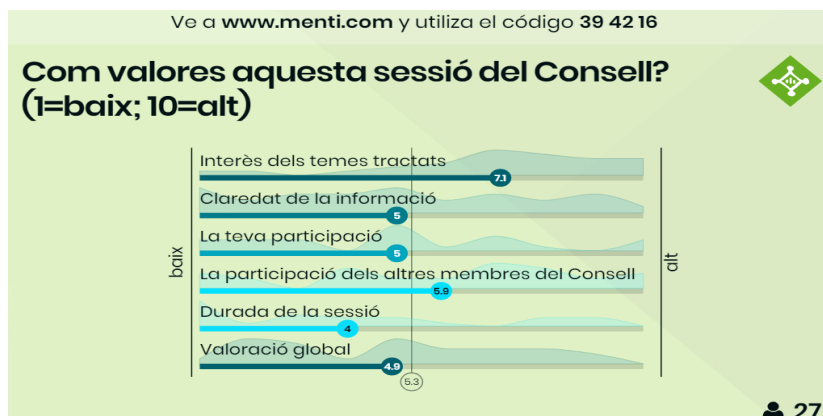 Ve a www.menti.com y utiliza el código 39 42 16
Com valores aquesta sessió del Consell?
(1=baix; 10=alt)
Interès dels temes tractats
7.1
Claredat de la informació
5
La teva participació
5
baix
alt
La participació dels altres membres del Consell
5.9
Durada de la sessió
4
Valoració global
4.9
5.3
27